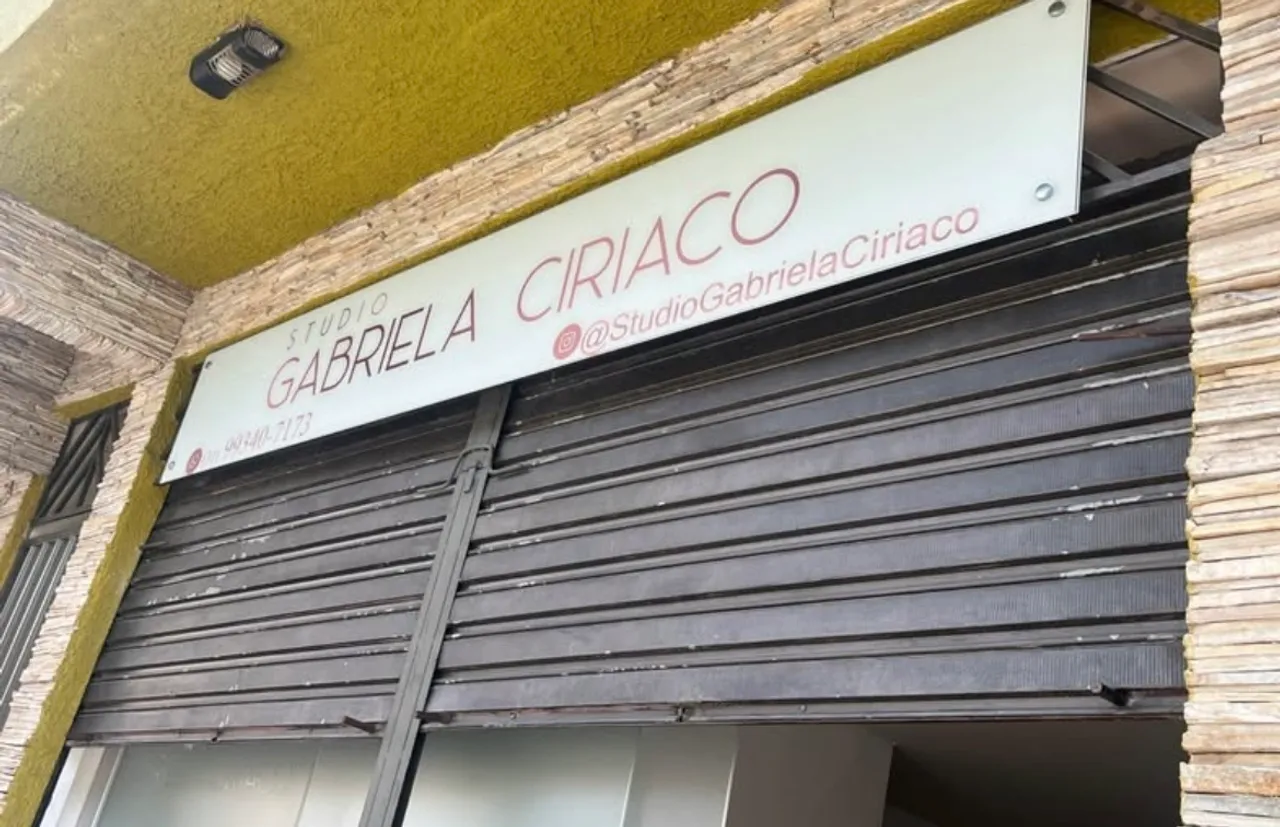 STUDIO
GABRIELA CIRIACO
@StudioGabrielaCiriaco
99340-7173